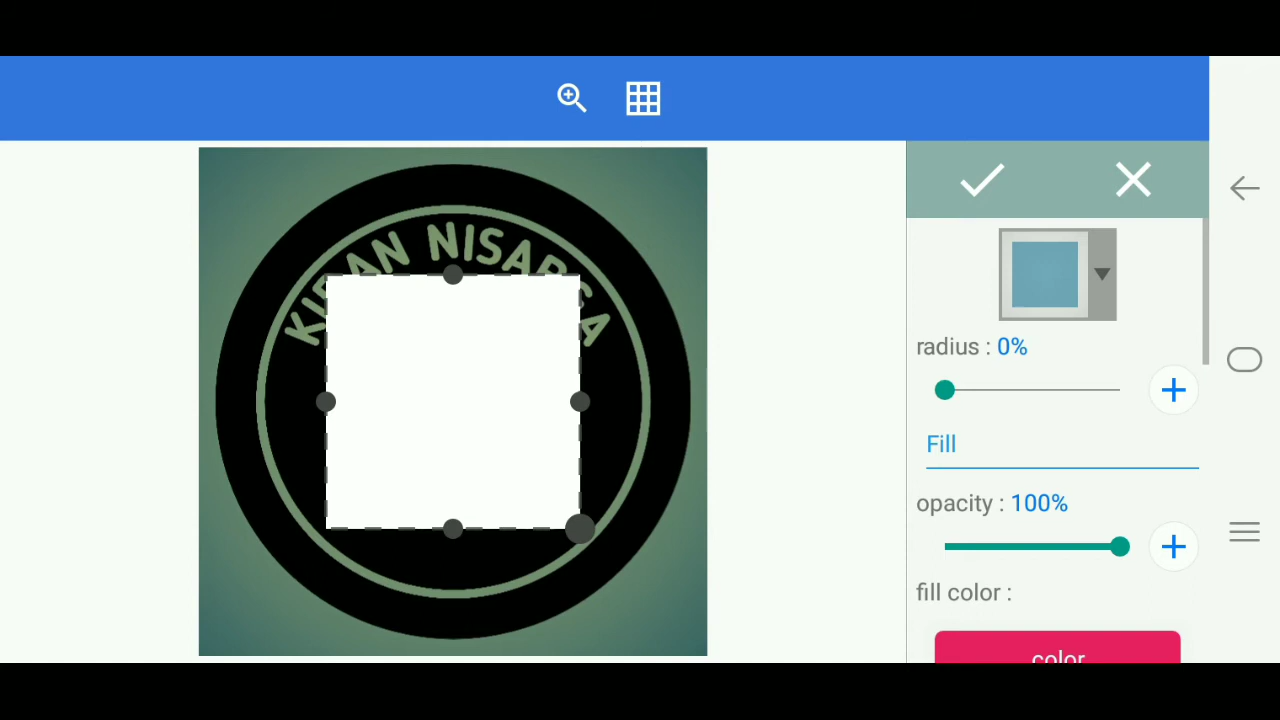 radius : 0%
Fill
opacity : 100%
fill color :
color